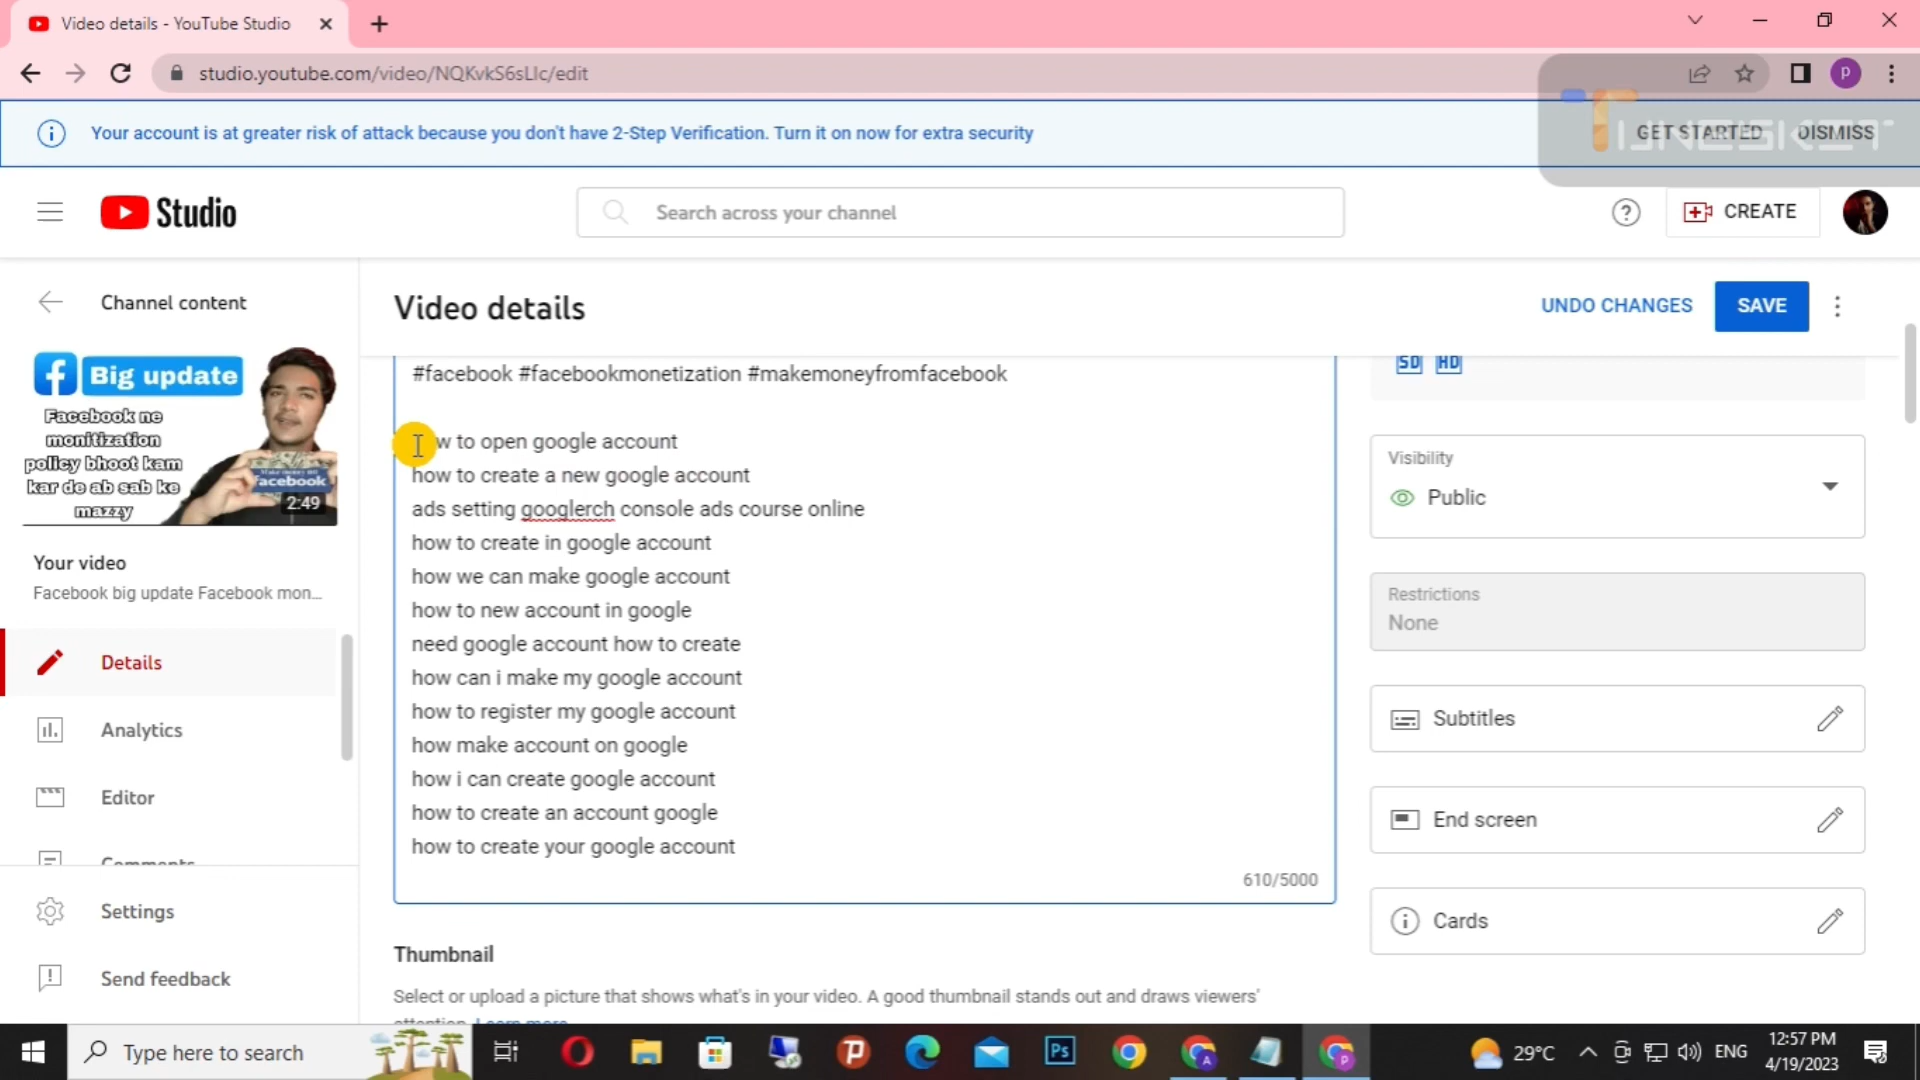 Video details - YouTube Studio
studio.youtube.com/video/NQKvkS6sLIc/edit
P
Your account is at greater risk of attack because you don't have 2-Step Verification. Turn it on now for extra security
GET STARTED DISMISS
TUNESKET
Studio
Search across your channel
CREATE
Channel content
Video details
UNDO CHANGES
SAVE
f Big update
Facebook ne
monitization
policy bhoot kam
kar de ab sab ke
mazzy
facebook
2:49
Your video
Facebook big update Facebook mon...
Details
Analytics
Editor
Comments
Settings
Send feedback
#facebook #facebookmonetization #makemoneyfromfacebook
w to open google account
how to create a new google account
ads setting googlerch console ads course online
how to create in google account
how we can make google account
how to new account in google
need google account how to create
how can i make my google account
how to register my google account
how make account on google
how i can create google account
how to create an account google
how to create your google account
610/5000
Thumbnail
Select or upload a picture that shows what's in your video. A good thumbnail stands out and draws viewers'
attention. Learn more
SD HD
Visibility
Public
Restrictions
None
Subtitles
End screen
Cards
Type here to search
Ps
A
P
29°C
ENG
12:57 PM
4/19/2023